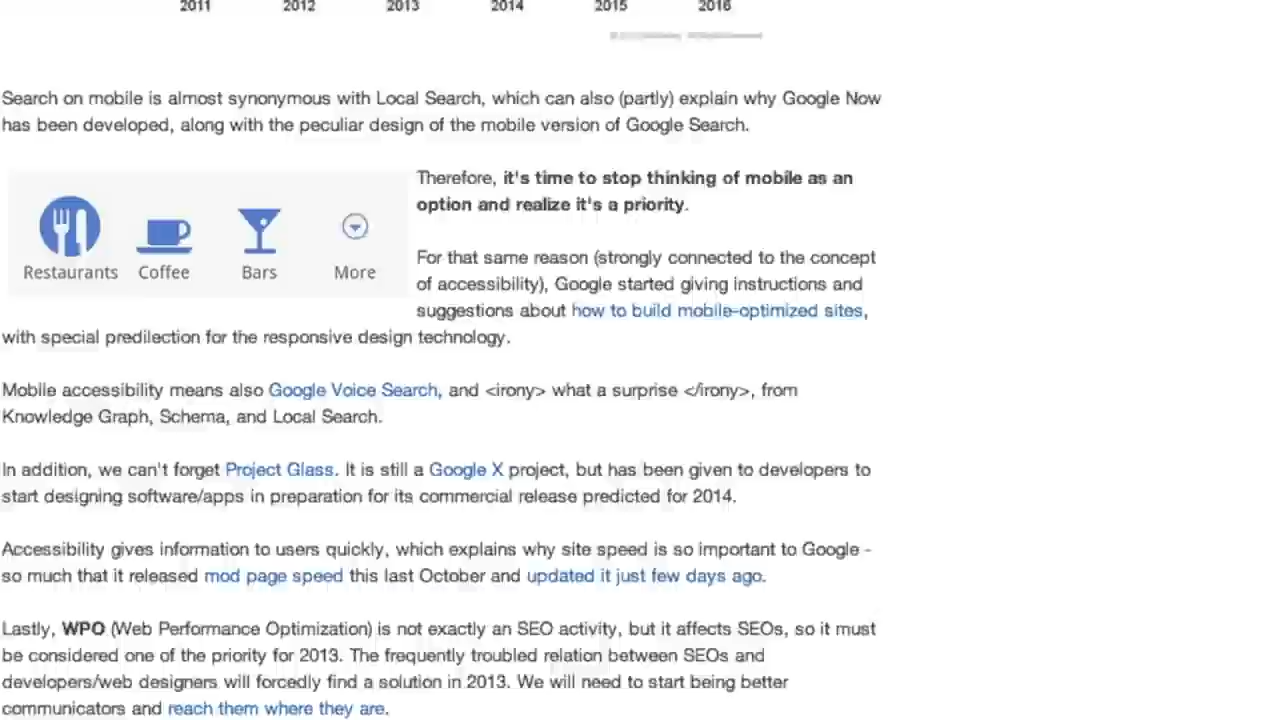 2011 2012 2013 2014 2015 2016
Search on mobile is almost synonymous with Local Search, which can also (partly) explain why Google Now
has been developed, along with the peculiar design of the mobile version of Google Search.
Therefore, it's time to stop thinking of mobile as an
option and realize it's a priority.
Restaurants Coffee Bars More
For that same reason (strongly connected to the concept
of accessibility), Google started giving instructions and
suggestions about how to build mobile-optimized sites,
with special predilection for the responsive design technology.
Mobile accessibility means also Google Voice Search, and <irony> what a surprise </irony>, from
Knowledge Graph, Schema, and Local Search.
In addition, we can't forget Project Glass. It is still a Google X project, but has been given to developers to
start designing software/apps in preparation for its commercial release predicted for 2014.
Accessibility gives information to users quickly, which explains why site speed is so important to Google -
so much that it released mod page speed this last October and updated it just few days ago.
Lastly, WPO (Web Performance Optimization) is not exactly an SEO activity, but it affects SEOs, so it must
be considered one of the priority for 2013. The frequently troubled relation between SEOs and
developers/web designers will forcedly find a solution in 2013. We will need to start being better
communicators and reach them where they are.